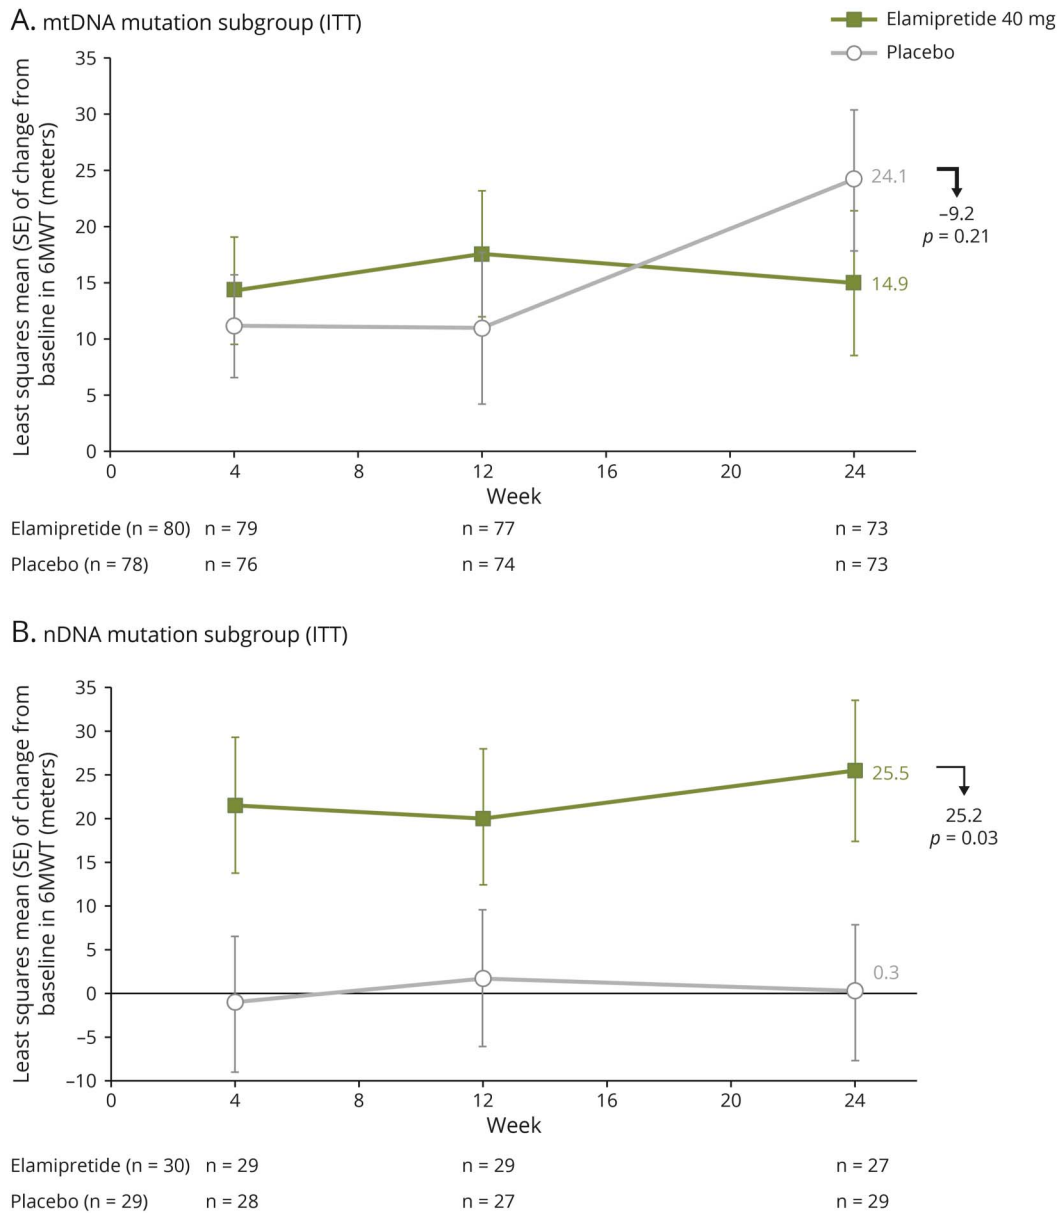 A. mtDNA mutation subgroup (ITT)
Elamipretide 40 mg
Placebo
Least squares mean (SE) of change from
baseline in 6MWT (meters)
35
30
25
20
15
10
5
0
24.1
14.9
–9.2
p = 0.21
0 4 8 12 16 20 24
Week
Elamipretide (n = 80) n = 79 n = 77 n = 73
Placebo (n = 78) n = 76 n = 74 n = 73
B. nDNA mutation subgroup (ITT)
Least squares mean (SE) of change from
baseline in 6MWT (meters)
35
30
25
20
15
10
5
0
–5
–10
25.5
25.2
p = 0.03
0.3
0 4 8 12 16 20 24
Week
Elamipretide (n = 30) n = 29 n = 29 n = 27
Placebo (n = 29) n = 28 n = 27 n = 29